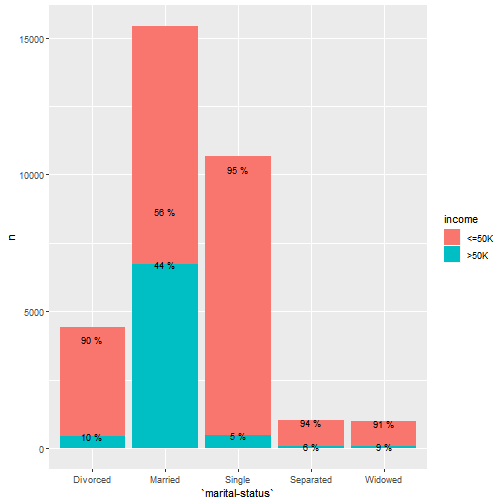 15000
10000
5000
0
n
95 %
56 %
44 %
90 %
10 %
5 %
94 %
6 %
91 %
9 %
Divorced
Married
Single
Separated
Widowed
`marital-status`
income
<=50K
>50K